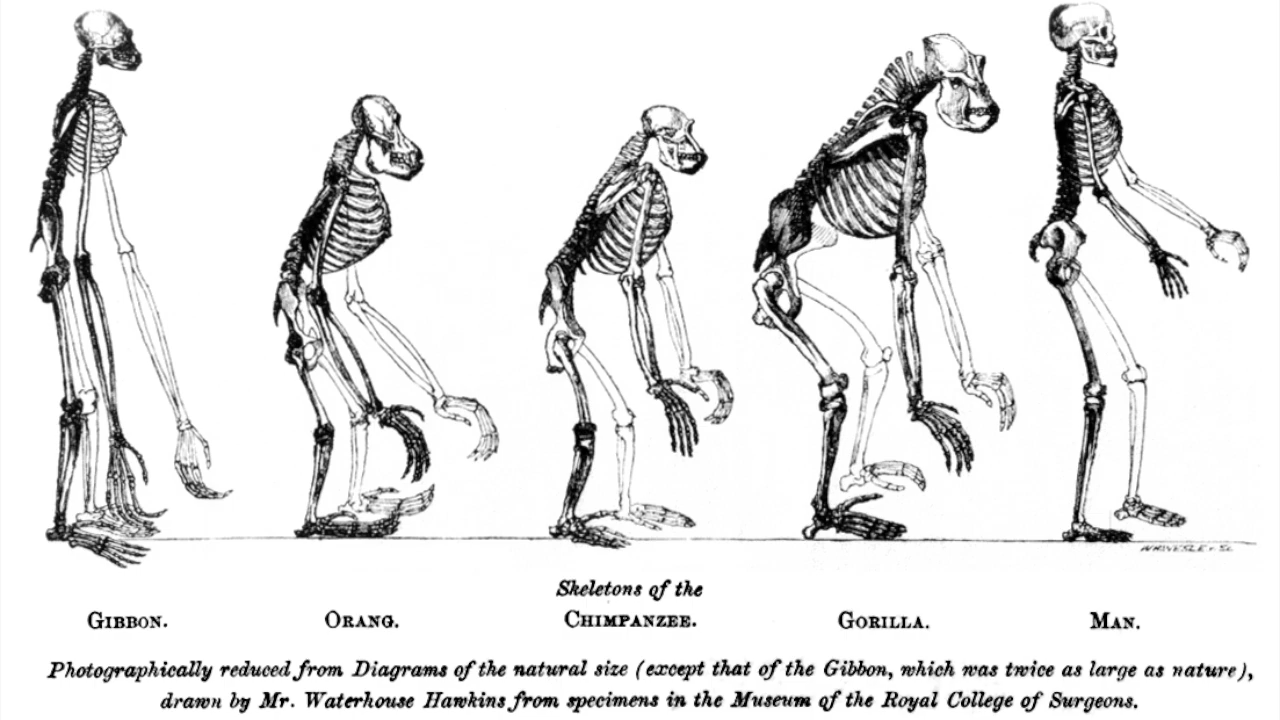 Skeletons of the
GIBBON. ORANG. CHIMPANZEE. GORILLA. MAN.
Photographically reduced from Diagrams of the natural size (except that of the Gibbon, which was twice as large as nature),
drawn by Mr. Waterhouse Hawkins from specimens in the Museum of the Royal College of Surgeons.